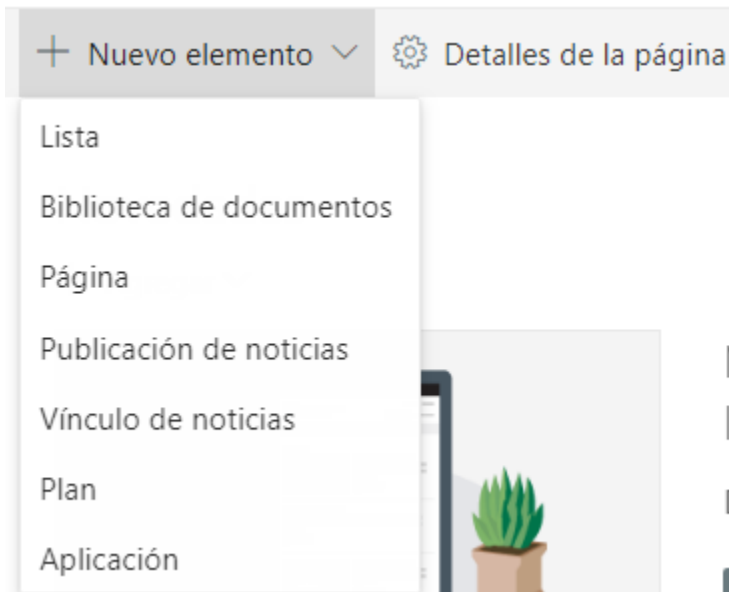 Nuevo elemento Detalles de la página
Lista
Biblioteca de documentos
Página
Publicación de noticias
Vínculo de noticias
Plan
Aplicación